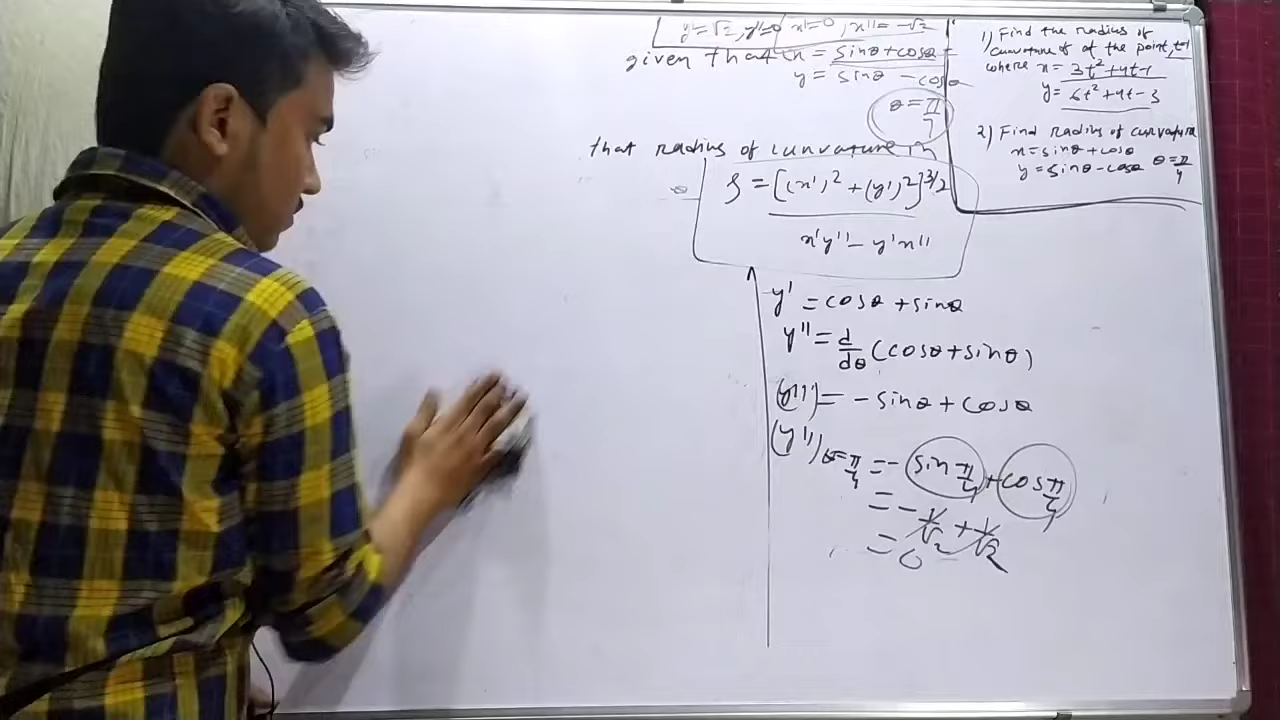 y'=√2, y''=0 x'=0, x''=-√2
given that x = sinθ+cosθ
y = sinθ - cosθ
θ = π/4
that radius of curvature
ρ = [(x')²+(y')²]^3/2
x'y'' - y'x''
y' = cosθ + sinθ
y'' = d/dθ (cosθ+sinθ)
(y'') = - sinθ + cosθ
(y'')θ=π/4 = - sin π/4 + cos π/4
= - 1/√2 + 1/√2
= 0
1) Find the radius of
curvature of the point,
where x = 3t²+4t-1
y = 6t²+4t-3
2) Find radius of curvature
x = sinθ+cosθ
y = sinθ-cosθ θ=π/4